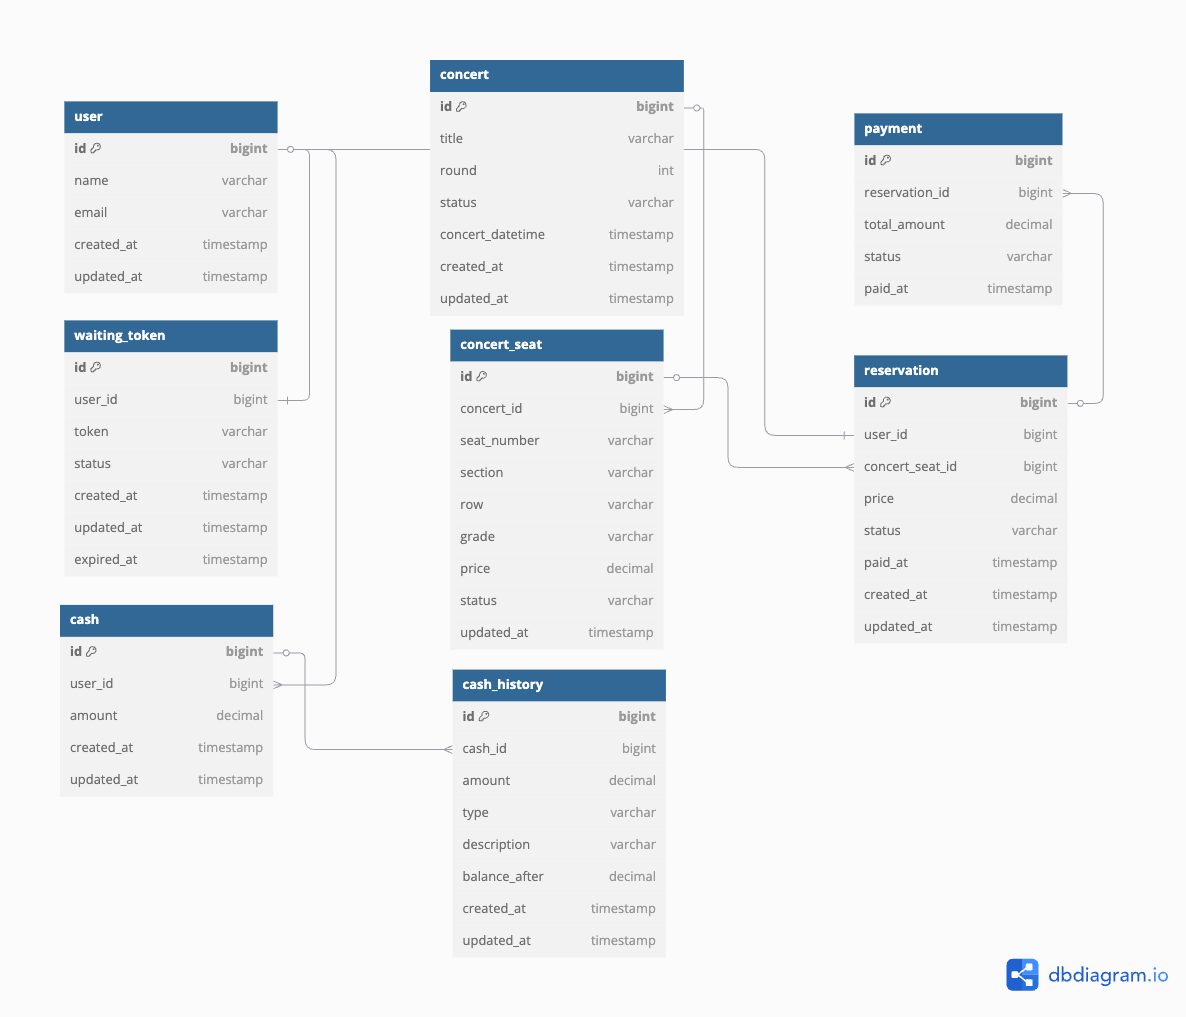 user
id bigint
name varchar
email varchar
created_at timestamp
updated_at timestamp
waiting_token
id bigint
user_id bigint
token varchar
status varchar
created_at timestamp
updated_at timestamp
expired_at timestamp
cash
id bigint
user_id bigint
amount decimal
created_at timestamp
updated_at timestamp
concert
id bigint
title varchar
round int
status varchar
concert_datetime timestamp
created_at timestamp
updated_at timestamp
concert_seat
id bigint
concert_id bigint
seat_number varchar
section varchar
row varchar
grade varchar
price decimal
status varchar
updated_at timestamp
cash_history
id bigint
cash_id bigint
amount decimal
type varchar
description varchar
balance_after decimal
created_at timestamp
updated_at timestamp
payment
id bigint
reservation_id bigint
total_amount decimal
status varchar
paid_at timestamp
reservation
id bigint
user_id bigint
concert_seat_id bigint
price decimal
status varchar
paid_at timestamp
created_at timestamp
updated_at timestamp
dbdiagram.io